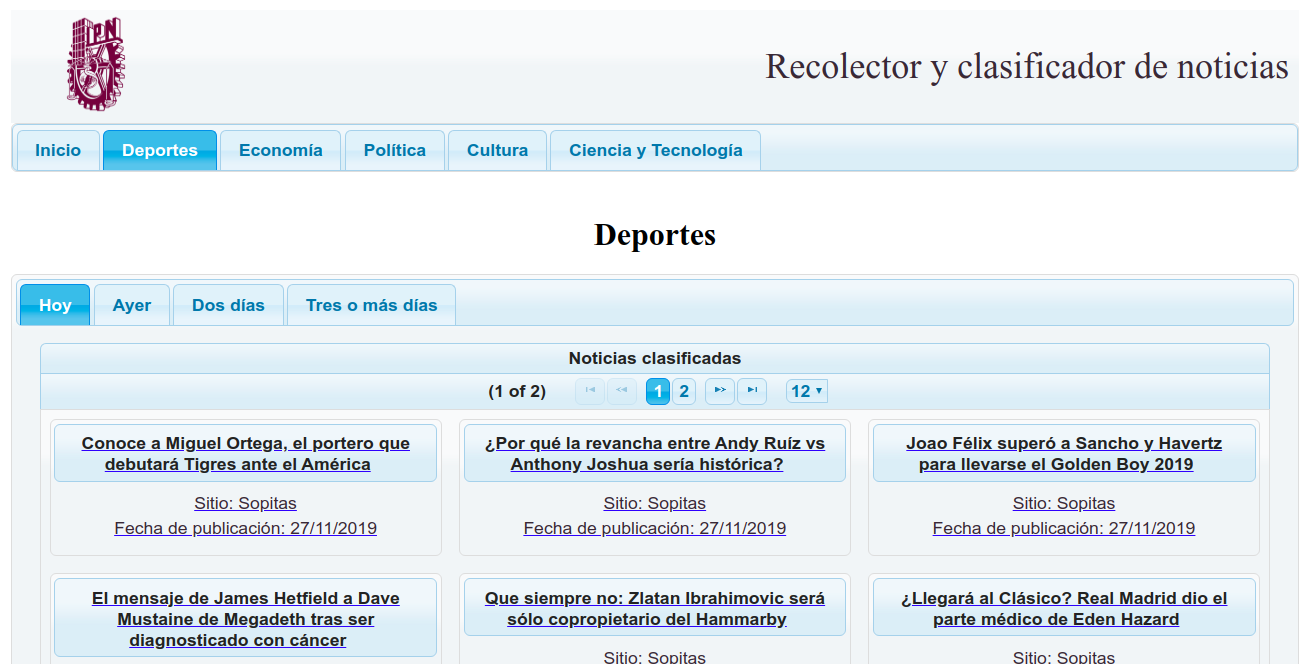 IPN
Recolector y clasificador de noticias
Inicio
Deportes
Economía
Política
Cultura
Ciencia y Tecnología
Deportes
Hoy
Ayer
Dos días
Tres o más días
Noticias clasificadas
(1 of 2)
1
2
12
Conoce a Miguel Ortega, el portero que
debutará Tigres ante el América
Sitio: Sopitas
Fecha de publicación: 27/11/2019
¿Por qué la revancha entre Andy Ruíz vs
Anthony Joshua sería histórica?
Sitio: Sopitas
Fecha de publicación: 27/11/2019
Joao Félix superó a Sancho y Havertz
para llevarse el Golden Boy 2019
Sitio: Sopitas
Fecha de publicación: 27/11/2019
El mensaje de James Hetfield a Dave
Mustaine de Megadeth tras ser
diagnosticado con cáncer
Que siempre no: Zlatan Ibrahimovic será
sólo copropietario del Hammarby
Sitio: Sopitas
¿Llegará al Clásico? Real Madrid dio el
parte médico de Eden Hazard
Sitio: Sopitas